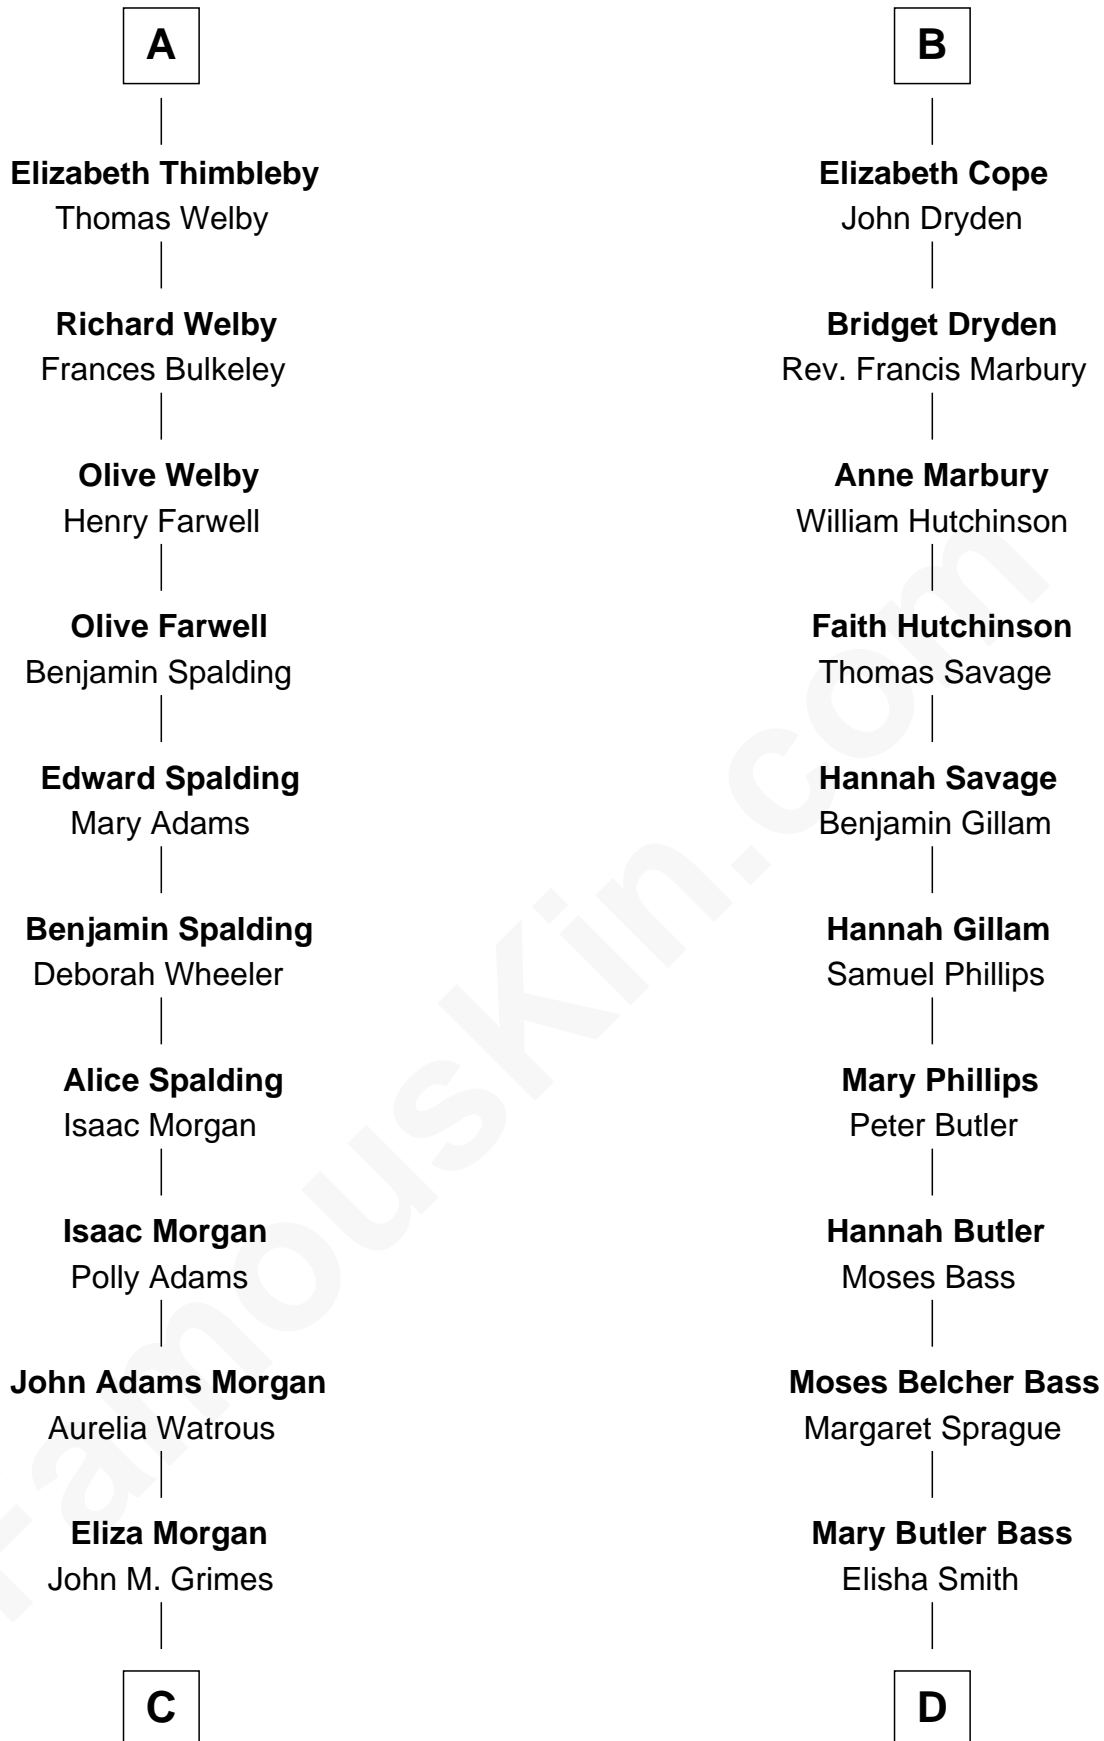 A
Elizabeth Thimbleby
Thomas Welby
Richard Welby
Frances Bulkeley
Olive Welby
Henry Farwell
Olive Farwell
Benjamin Spalding
Edward Spalding
Mary Adams
Benjamin Spalding
Deborah Wheeler
Alice Spalding
Isaac Morgan
Isaac Morgan
Polly Adams
John Adams Morgan
Aurelia Watrous
Eliza Morgan
John M. Grimes
C
B
Elizabeth Cope
John Dryden
Bridget Dryden
Rev. Francis Marbury
Anne Marbury
William Hutchinson
Faith Hutchinson
Thomas Savage
Hannah Savage
Benjamin Gillam
Hannah Gillam
Samuel Phillips
Mary Phillips
Peter Butler
Hannah Butler
Moses Bass
Moses Belcher Bass
Margaret Sprague
Mary Butler Bass
Elisha Smith
D
FamousKin.com